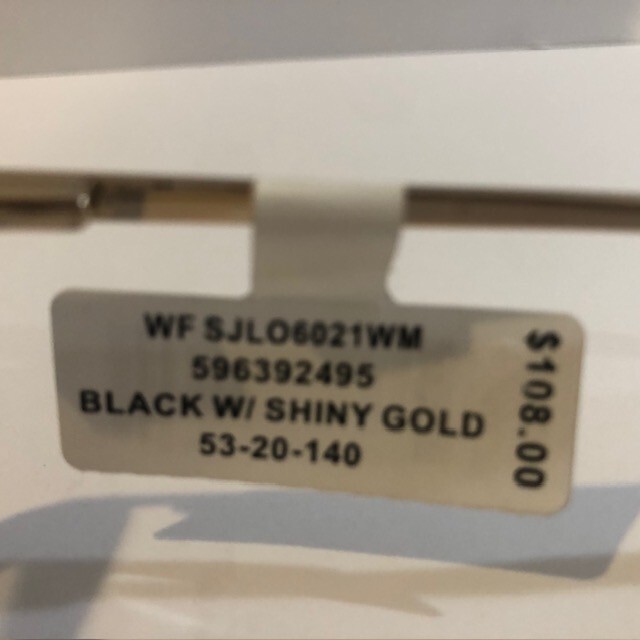 WF SJLO6021WM
596392495
BLACK W/ SHINY GOLD
53-20-140
$108.00